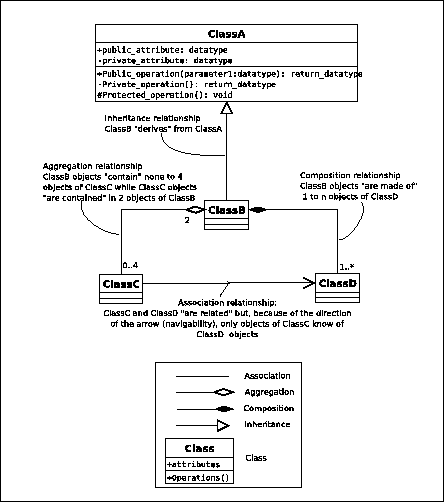 ClassA
+public_attribute: datatype
-private_attribute: datatype
+Public_operation(parameter1:datatype): return_datatype
-Private_operation(): return_datatype
#Protected_operation(): void
Inheritance relationship
ClassB "derives" from ClassA
Aggregation relationship
ClassB objects "contain" none to 4
objects of ClassC while ClassC objects
"are contained" in 2 objects of ClassB
Composition relationship
ClassB objects "are made of"
1 to n objects of ClassD
ClassB
2
0..4
1..*
ClassC
ClassD
Association relationship:
ClassC and ClassD "are related" but, because of the direction
of the arrow (navigability), only objects of ClassC know of
ClassD objects
Association
Aggregation
Composition
Inheritance
Class
+attributes
+Operations()
Class